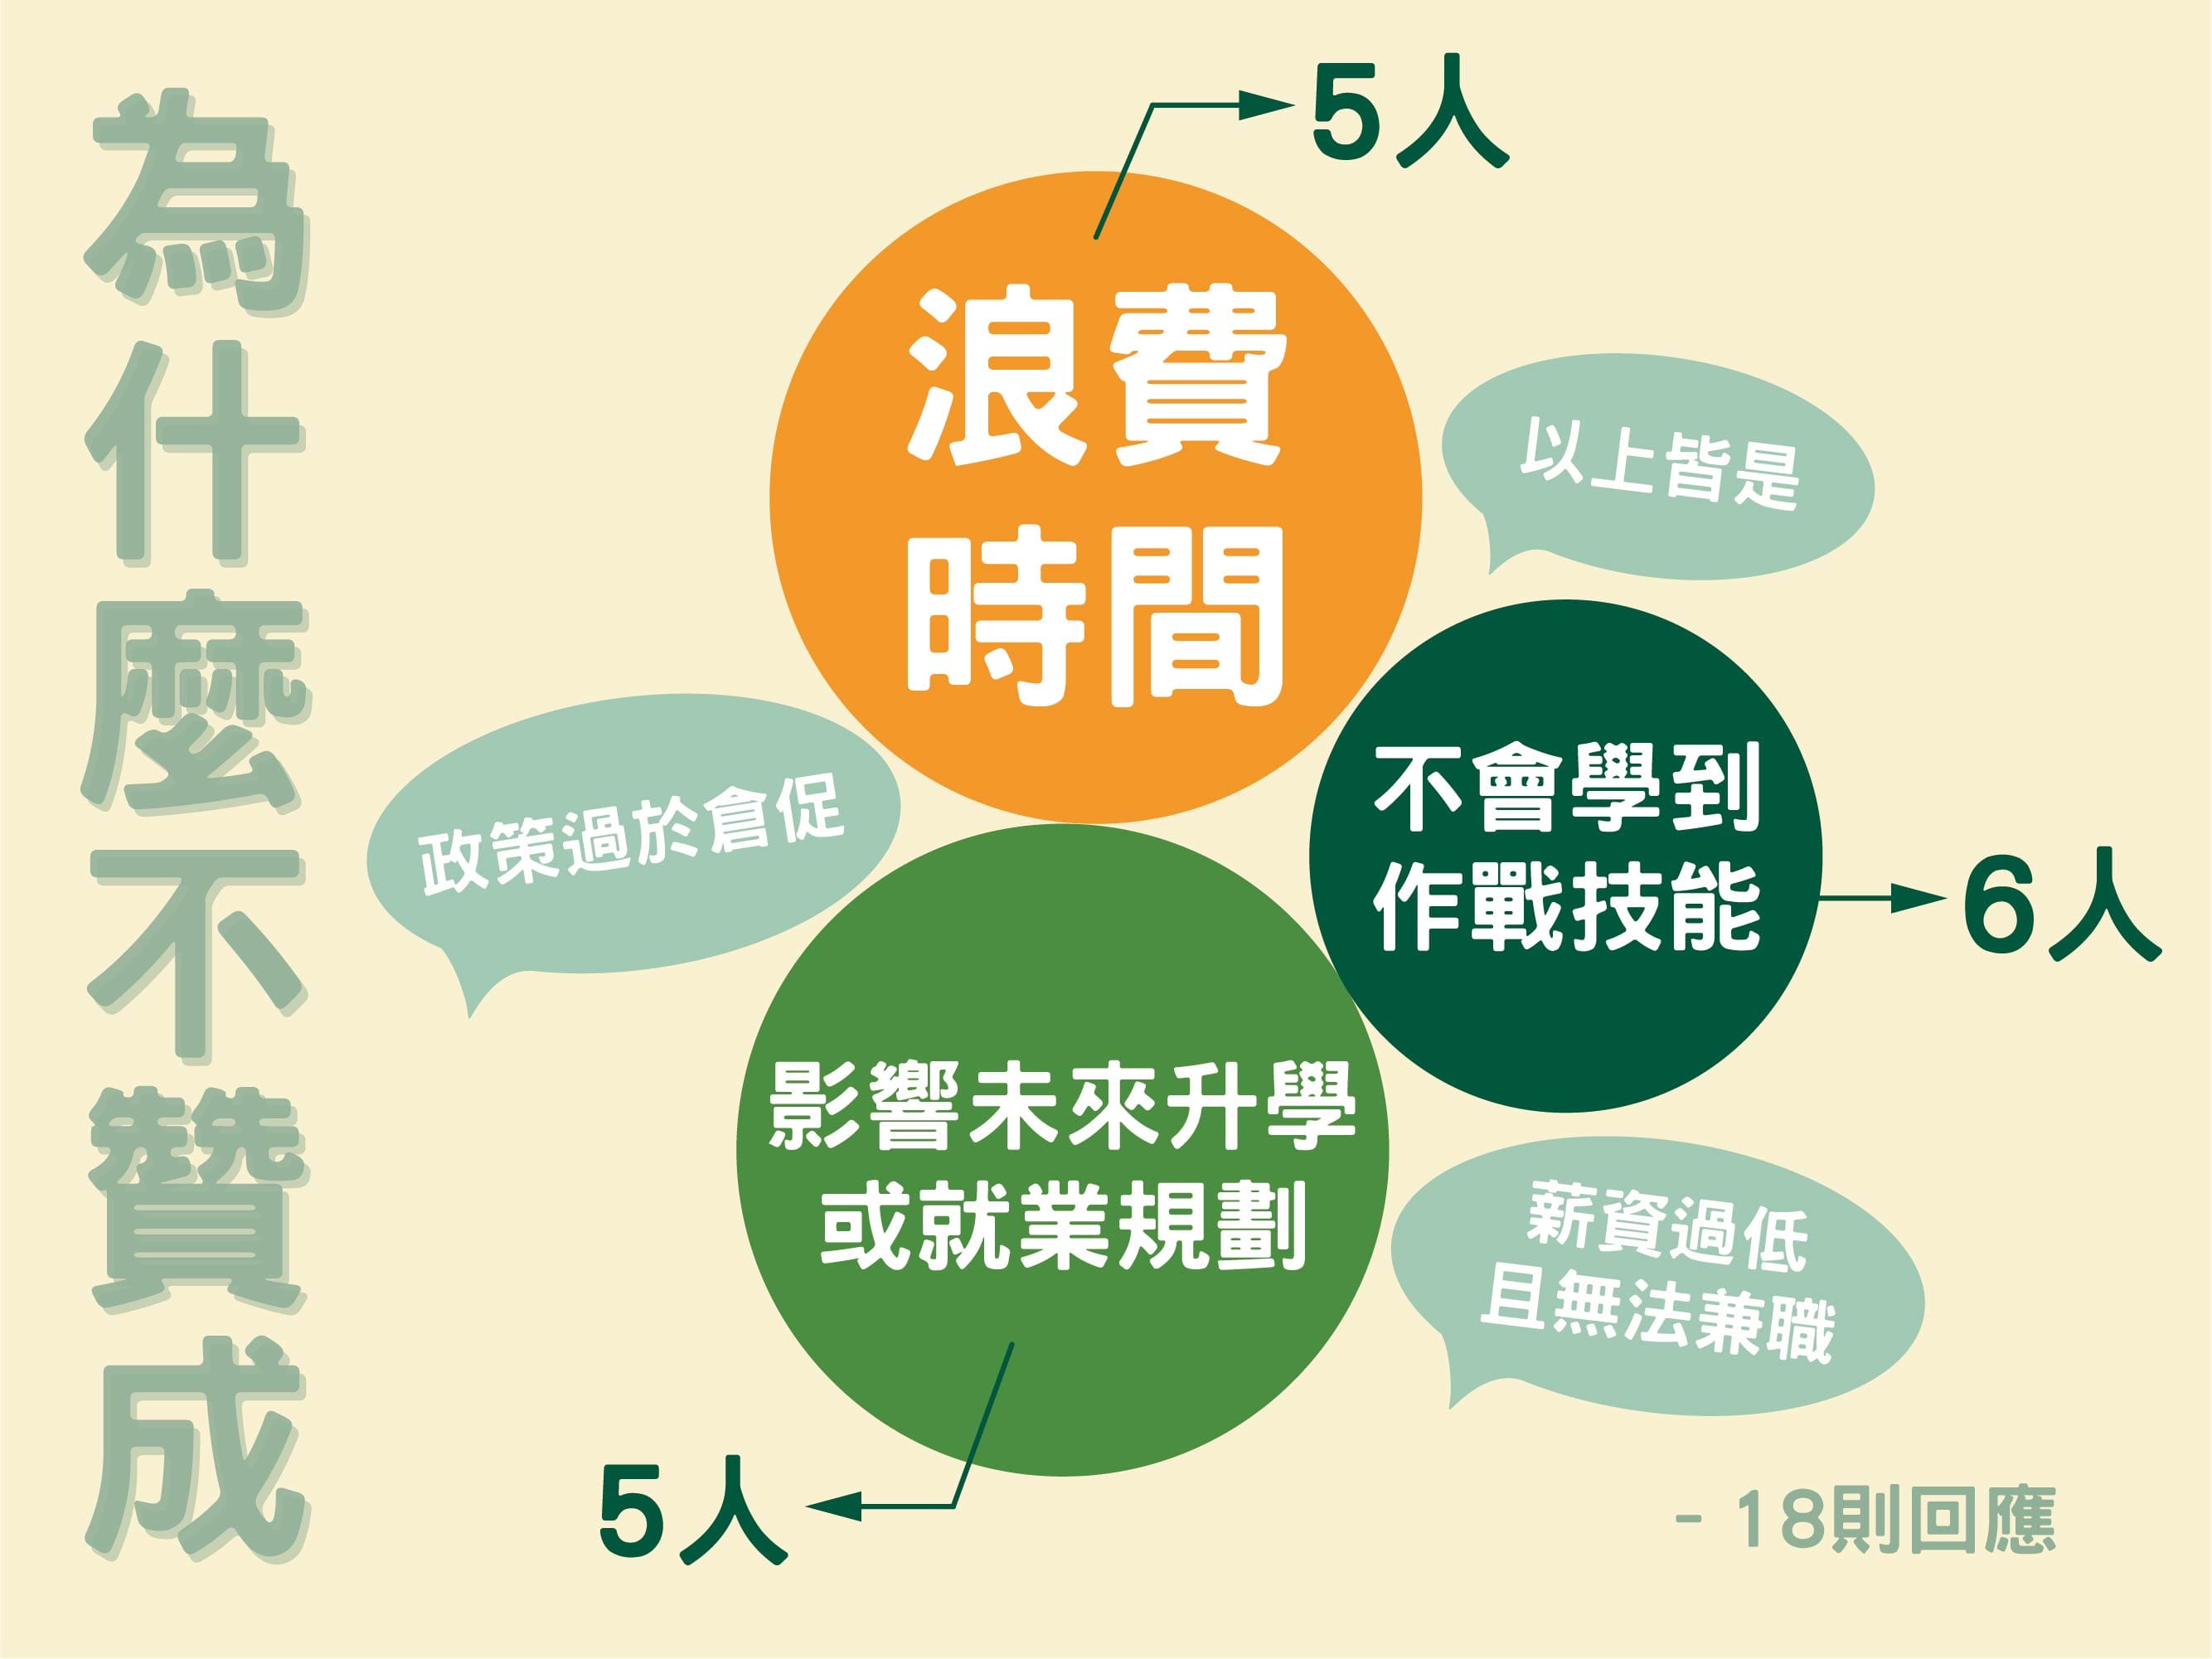 為什麼不贊成
5人
浪費
時間
以上皆是
不會學到
作戰技能
6人
政策過於倉促
影響未來升學
或就業規劃
5人
薪資過低
且無法兼職
- 18則回應